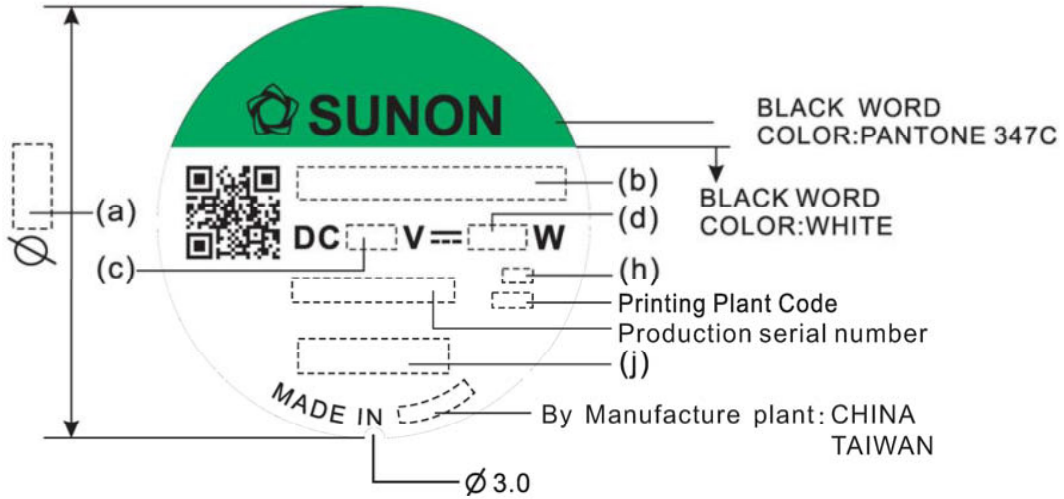 SUNON
BLACK WORD
COLOR:PANTONE 347C
(b)
BLACK WORD
COLOR:WHITE
(a)
Ø
DC V W
(d)
(c)
(h)
Printing Plant Code
Production serial number
(j)
MADE IN
By Manufacture plant: CHINA
TAIWAN
Ø 3.0